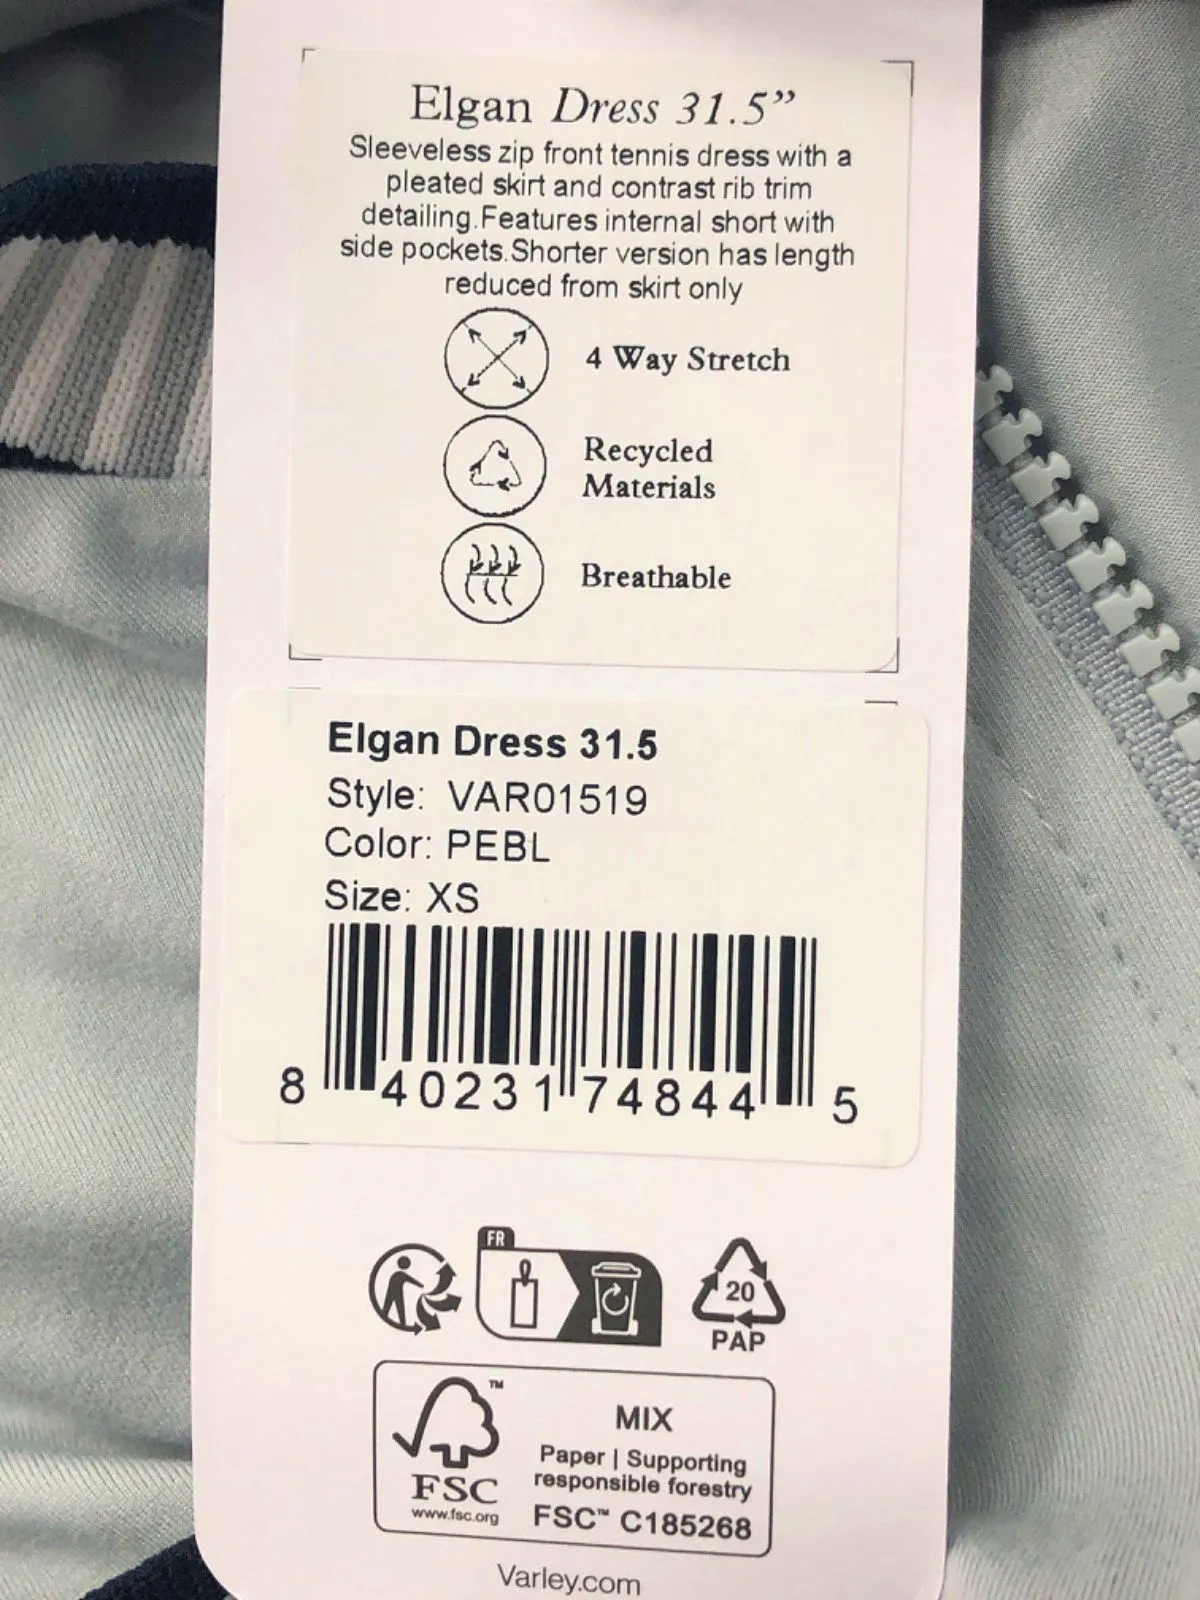 Elgan Dress 31.5”
Sleeveless zip front tennis dress with a
pleated skirt and contrast rib trim
detailing.Features internal short with
side pockets.Shorter version has length
reduced from skirt only
4 Way Stretch
Recycled
Materials
Breathable
Elgan Dress 31.5
Style: VAR01519
Color: PEBL
Size: XS
8 40231 74844 5
FR
20
PAP
FSC™
www.fsc.org
MIX
Paper | Supporting
responsible forestry
FSC™ C185268
Varley.com